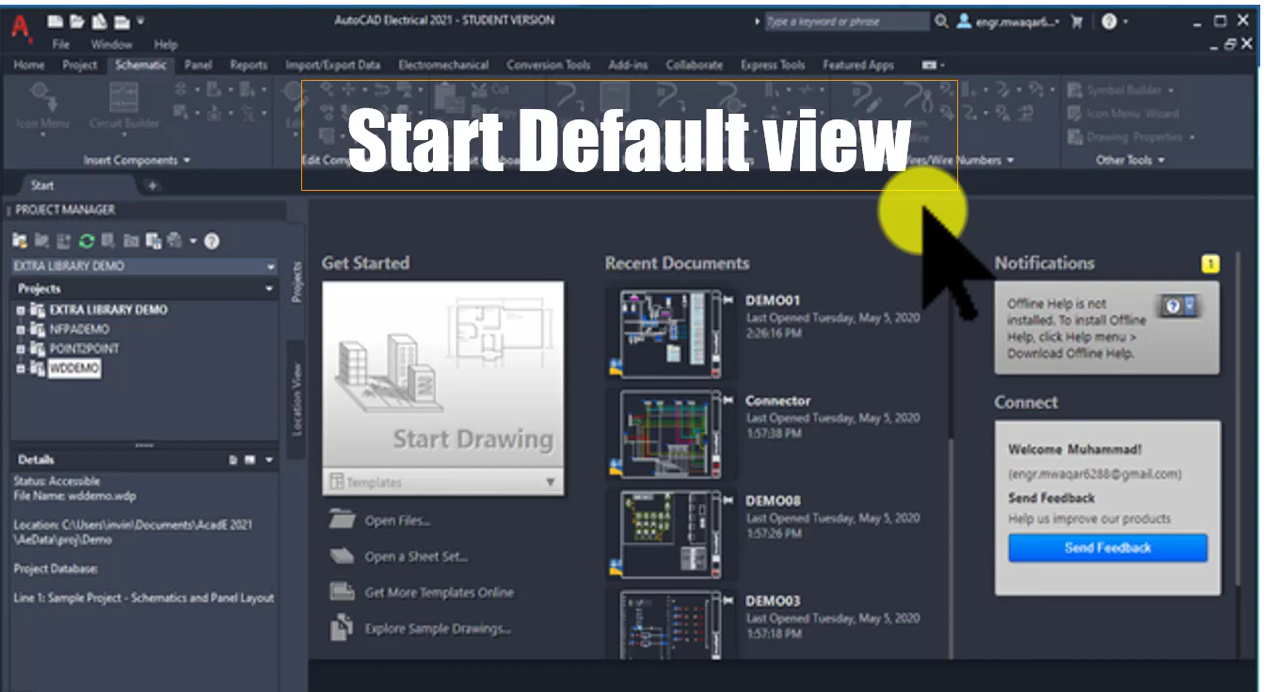 AutoCAD Electrical 2021 - STUDENT VERSION
Type a keyword or phrase
engr.mwaqar6...
File Window Help
Home Project Schematic Panel Reports Import/Export Data Electromechanical Conversion Tools Add-ins Collaborate Express Tools Featured Apps
Cut
Icon Menu Circuit Builder
Symbol Builder
Icon Menu Wizard
Drawing Properties
Start Default view
Insert Components
Other Tools
Start
PROJECT MANAGER
EXTRA LIBRARY DEMO
Projects
EXTRA LIBRARY DEMO
NFPADEMO
POINT2POINT
WDDEMO
Projects
Location View
Details
Status: Accessible
File Name: wddemo.wdp
Location: C:\Users\invin\Documents\AcadE 2021
\AeData\proj\Demo
Project Database:
Line 1: Sample Project - Schematics and Panel Layout
Get Started
Start Drawing
Templates
Open Files...
Open a Sheet Set...
Get More Templates Online
Explore Sample Drawings...
Recent Documents
DEMO01
Last Opened Tuesday, May 5, 2020
2:26:16 PM
Connector
Last Opened Tuesday, May 5, 2020
1:57:38 PM
DEMO08
Last Opened Tuesday, May 5, 2020
1:57:26 PM
DEMO03
Last Opened Tuesday, May 5, 2020
1:57:18 PM
Notifications
1
Offline Help is not
installed. To install Offline
Help, click Help menu >
Download Offline Help.
Connect
Welcome Muhammad!
(engr.mwaqar6288@gmail.com)
Send Feedback
Help us improve our products
Send Feedback